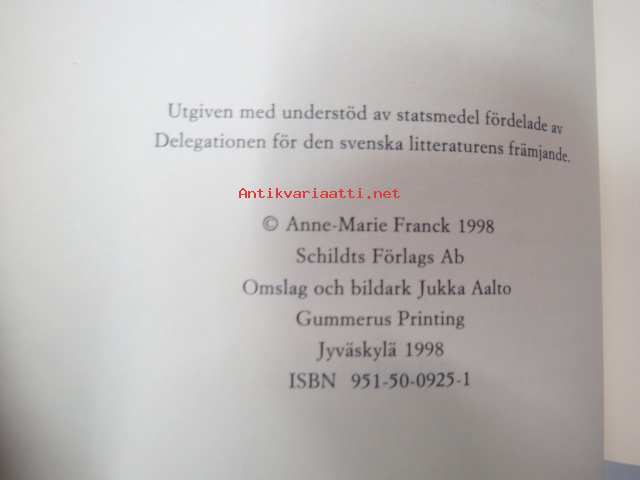 Utgiven med understöd av statsmedel fördelade av
Delegationen för den svenska litteraturens främjande.
Antikvariaatti.net
© Anne-Marie Franck 1998
Schildts Förlags Ab
Omslag och bildark Jukka Aalto
Gummerus Printing
Jyväskylä 1998
ISBN 951-50-0925-1